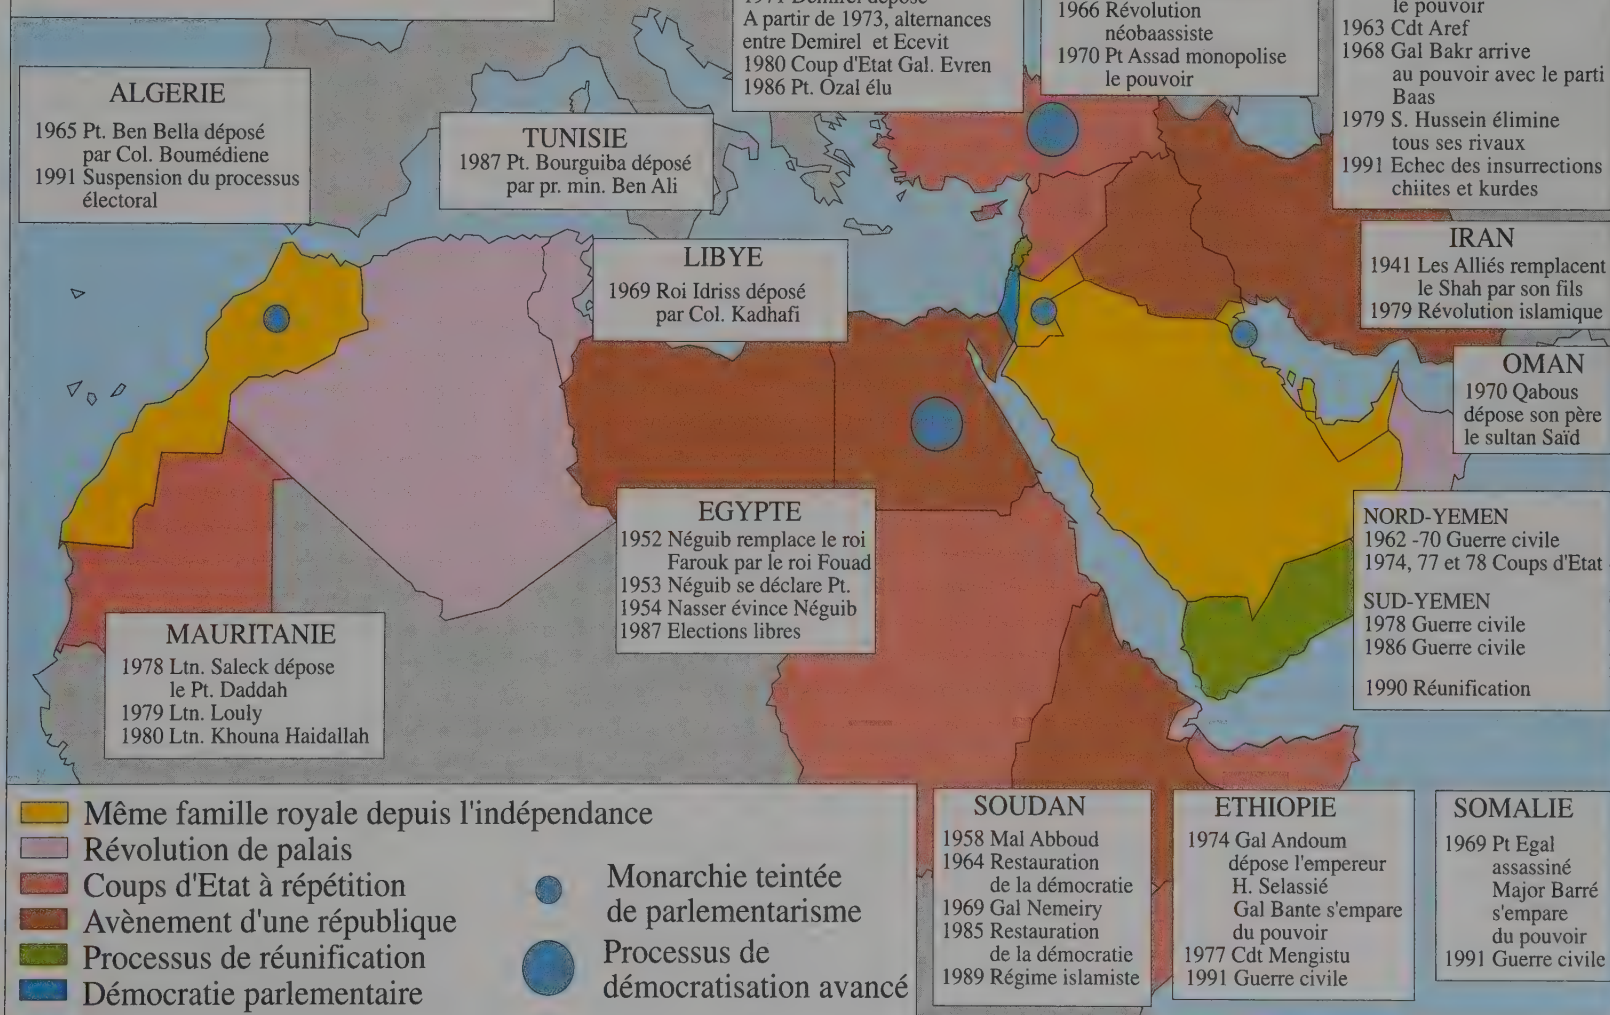 A partir de 1973, alternances
entre Demirel et Ecevit
1980 Coup d'Etat Gal. Evren
1986 Pt. Ozal élu
1966 Révolution
néobaassiste
1970 Pt Assad monopolise
le pouvoir
le pouvoir
1963 Cdt Aref
1968 Gal Bakr arrive
au pouvoir avec le parti
Baas
1979 S. Hussein élimine
tous ses rivaux
1991 Echec des insurrections
chiites et kurdes
ALGERIE
1965 Pt. Ben Bella déposé
par Col. Boumédiene
1991 Suspension du processus
électoral
TUNISIE
1987 Pt. Bourguiba déposé
par pr. min. Ben Ali
LIBYE
1969 Roi Idriss déposé
par Col. Kadhafi
IRAN
1941 Les Alliés remplacent
le Shah par son fils
1979 Révolution islamique
OMAN
1970 Qabous
dépose son père
le sultan Saïd
EGYPTE
1952 Néguib remplace le roi
Farouk par le roi Fouad
1953 Néguib se déclare Pt.
1954 Nasser évince Néguib
1987 Elections libres
NORD-YEMEN
1962 -70 Guerre civile
1974, 77 et 78 Coups d'Etat
SUD-YEMEN
1978 Guerre civile
1986 Guerre civile
1990 Réunification
MAURITANIE
1978 Ltn. Saleck dépose
le Pt. Daddah
1979 Ltn. Louly
1980 Ltn. Khouna Haidallah
Même famille royale depuis l'indépendance
Révolution de palais
Coups d'Etat à répétition
Avènement d'une république
Processus de réunification
Démocratie parlementaire
Monarchie teintée
de parlementarisme
Processus de
démocratisation avancé
SOUDAN
1958 Mal Abboud
1964 Restauration
de la démocratie
1969 Gal Nemeiry
1985 Restauration
de la démocratie
1989 Régime islamiste
ETHIOPIE
1974 Gal Andoum
dépose l'empereur
H. Selassié
Gal Bante s'empare
du pouvoir
1977 Cdt Mengistu
1991 Guerre civile
SOMALIE
1969 Pt Egal
assassiné
Major Barré
s'empare
du pouvoir
1991 Guerre civile